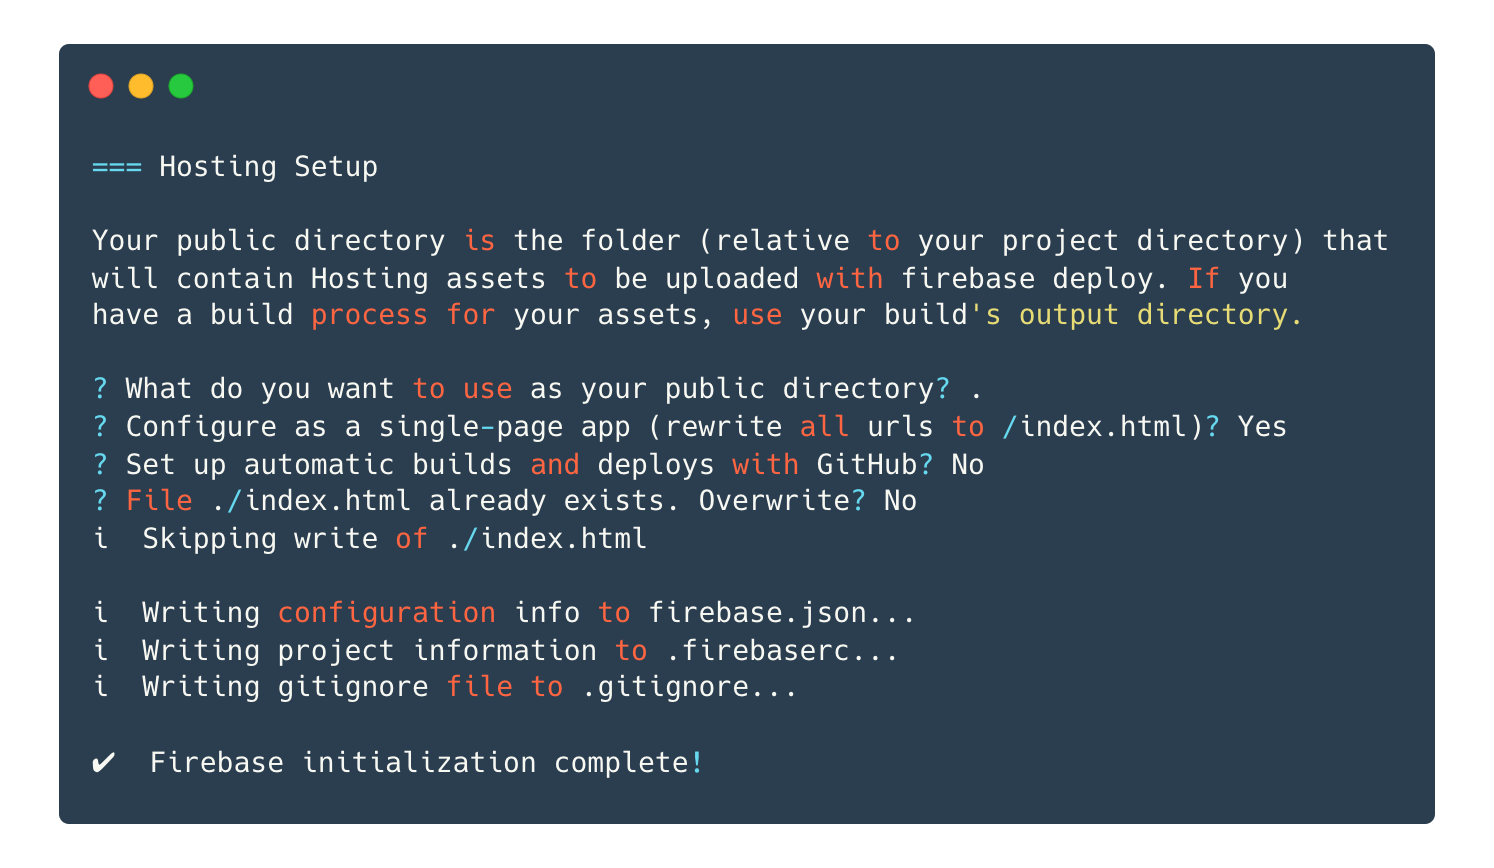 === Hosting Setup
Your public directory is the folder (relative to your project directory) that
will contain Hosting assets to be uploaded with firebase deploy. If you
have a build process for your assets, use your build's output directory.
? What do you want to use as your public directory? .
? Configure as a single-page app (rewrite all urls to /index.html)? Yes
? Set up automatic builds and deploys with GitHub? No
? File ./index.html already exists. Overwrite? No
i  Skipping write of ./index.html
i  Writing configuration info to firebase.json...
i  Writing project information to .firebaserc...
i  Writing gitignore file to .gitignore...
✔  Firebase initialization complete!